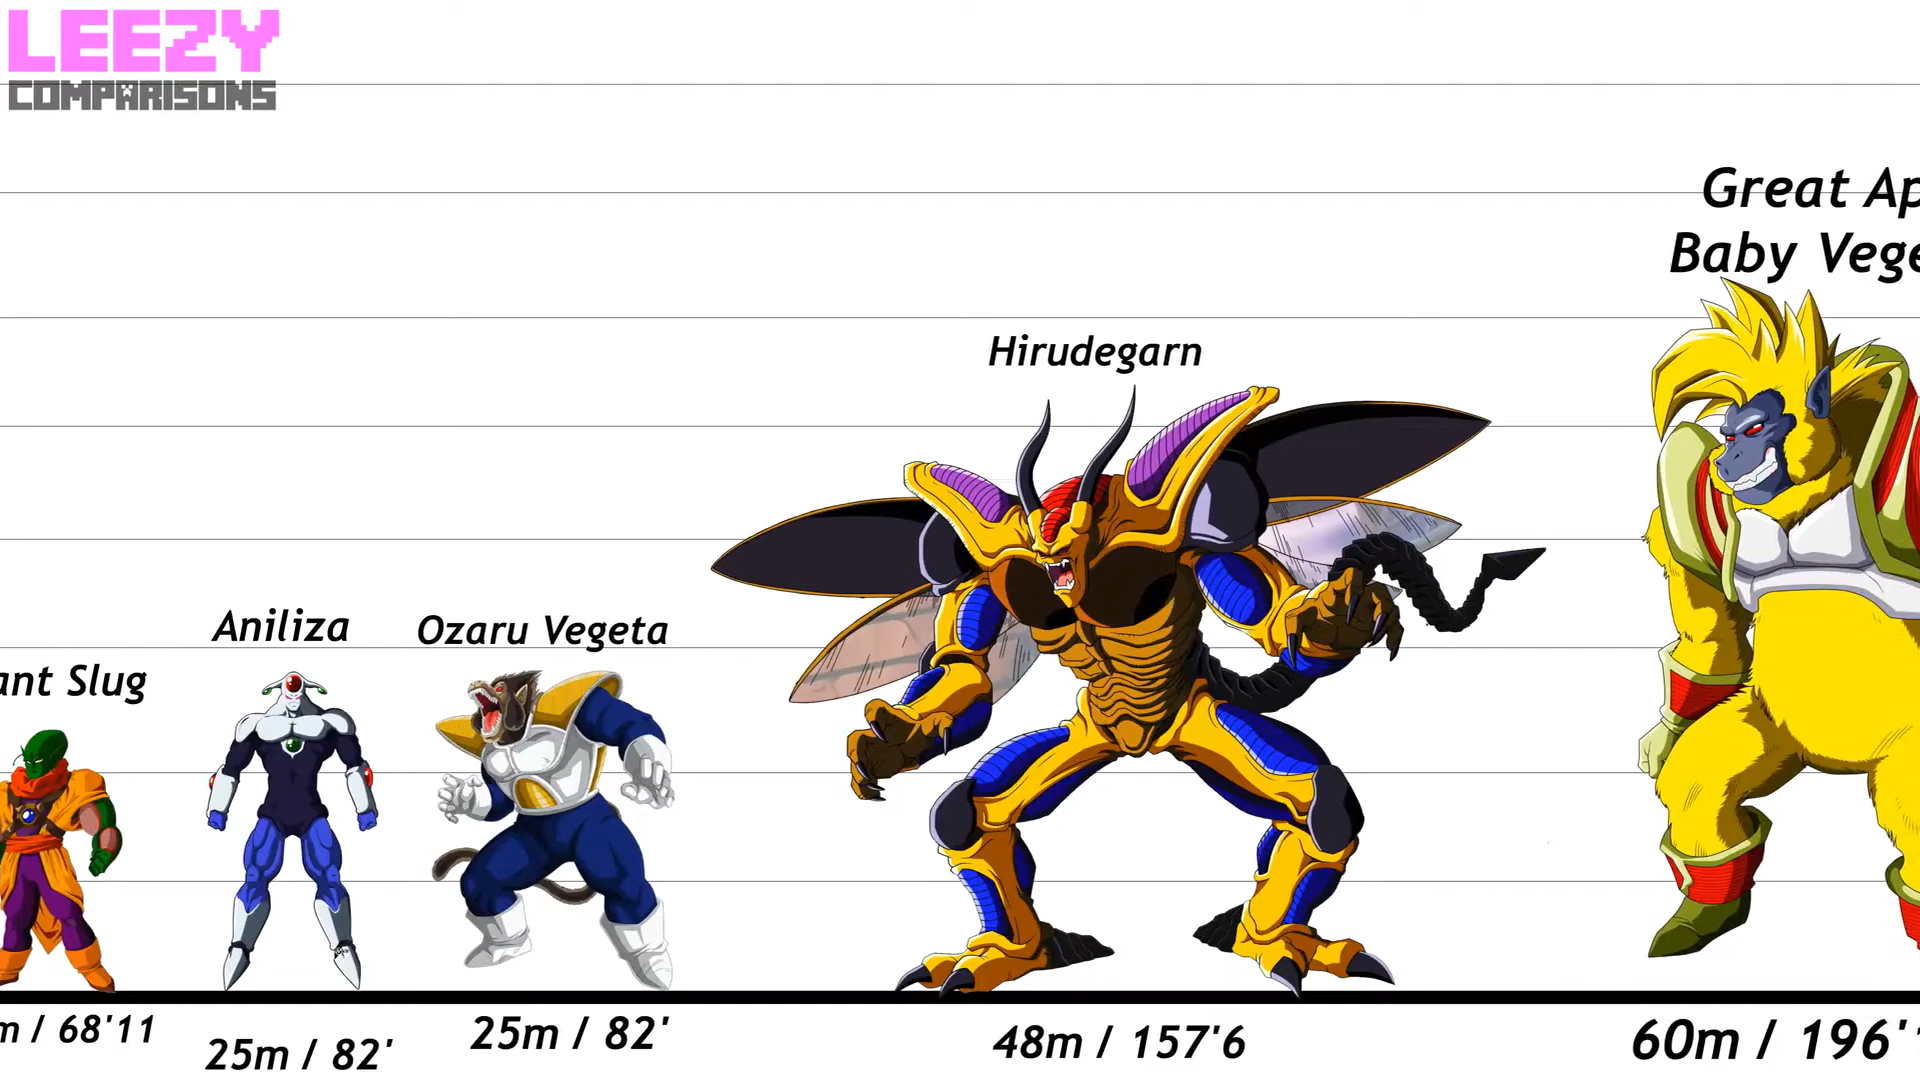 LEEZY
COMPARISONS
Great Ap
Baby Vege
Hirudegarn
Aniliza
Ozaru Vegeta
ant Slug
m / 68'11
25m / 82'
25m / 82'
48m / 157'6
60m / 196'